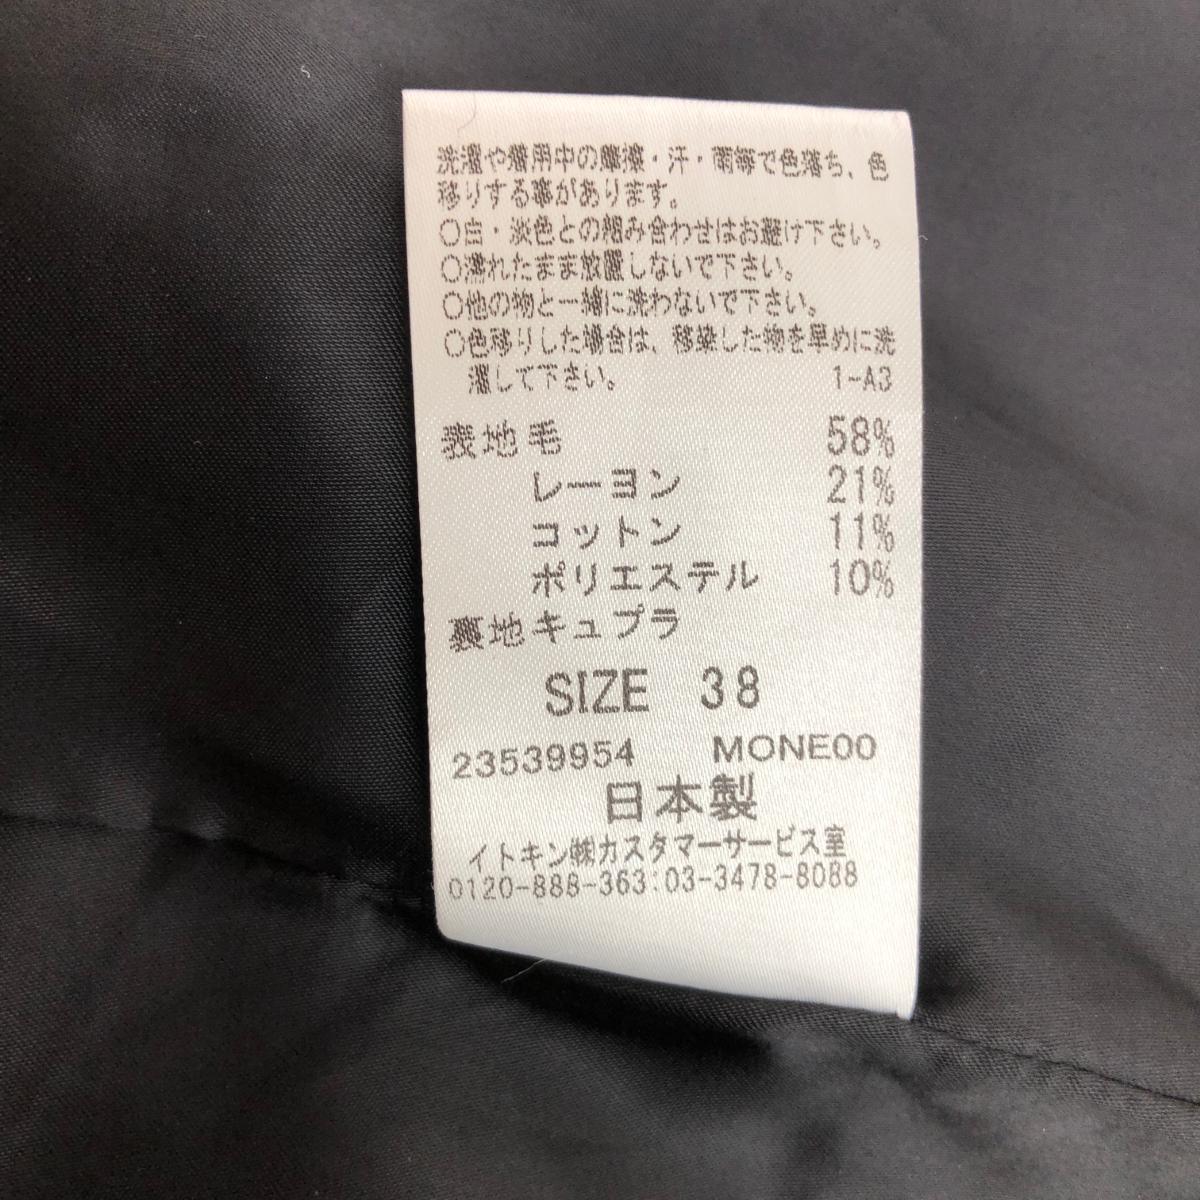 洗濯や着用中の摩擦・汗・雨等で色落ち、色
移りする事があります。
○白・淡色との組み合わせはお避け下さい。
○濡れたまま放置しないで下さい。
○他の物と一緒に洗わないで下さい。
○色移りした場合は、移染した物を早めに洗
濯して下さい。 1-A3
表地毛 58%
レーヨン 21%
コットン 11%
ポリエステル 10%
裏地キュプラ
SIZE 38
23539954 MONE00
日本製
イトキン㈱カスタマーサービス室
0120-888-363:03-3478-8088